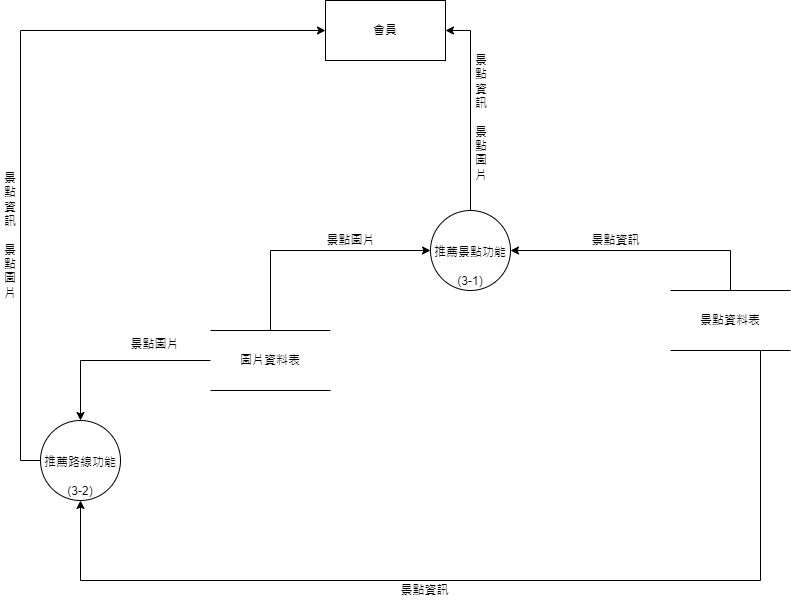 會員
景點資訊 景點圖片
景點資訊 景點圖片
景點圖片
推薦景點功能
(3-1)
景點資訊
景點資料表
景點圖片
圖片資料表
推薦路線功能
(3-2)
景點資訊